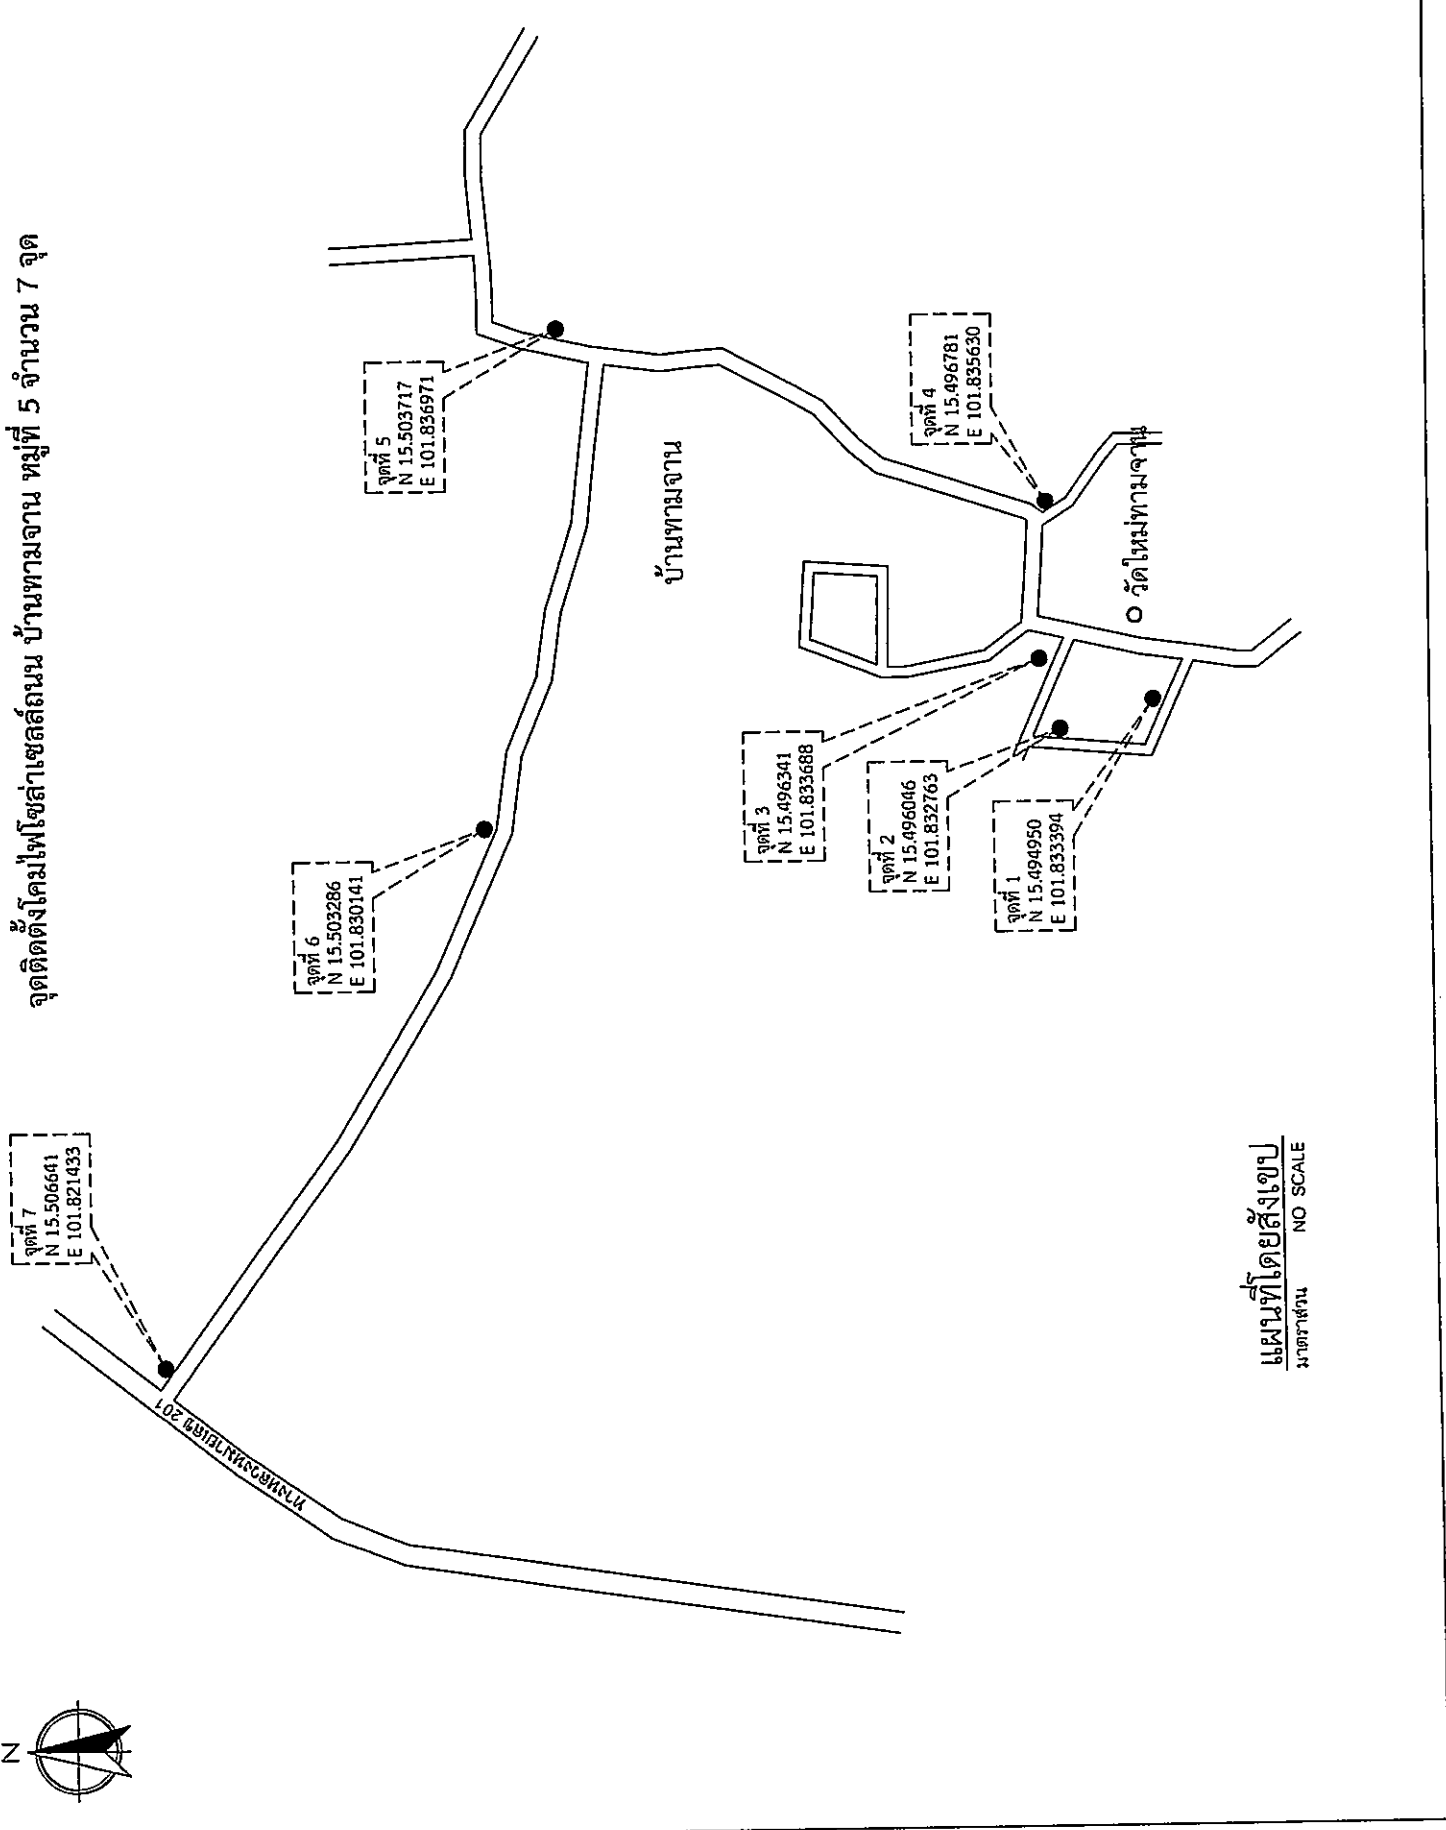 จุดติดตั้งโคมไฟโซล่าเซลล์ถนน บ้านทามจาน หมู่ที่ 5 จำนวน 7 จุด
N
จุดที่ 7
N 15.506641
E 101.821433
ทางหลวงหมายเลข 201
จุดที่ 6
N 15.503286
E 101.830141
จุดที่ 5
N 15.503717
E 101.836971
บ้านทามจาน
จุดที่ 3
N 15.496341
E 101.833688
จุดที่ 2
N 15.496046
E 101.832763
จุดที่ 1
N 15.494950
E 101.833394
จุดที่ 4
N 15.496781
E 101.835630
วัดใหม่ทามจาน
แผนที่โดยสังเขป
มาตราส่วน NO SCALE